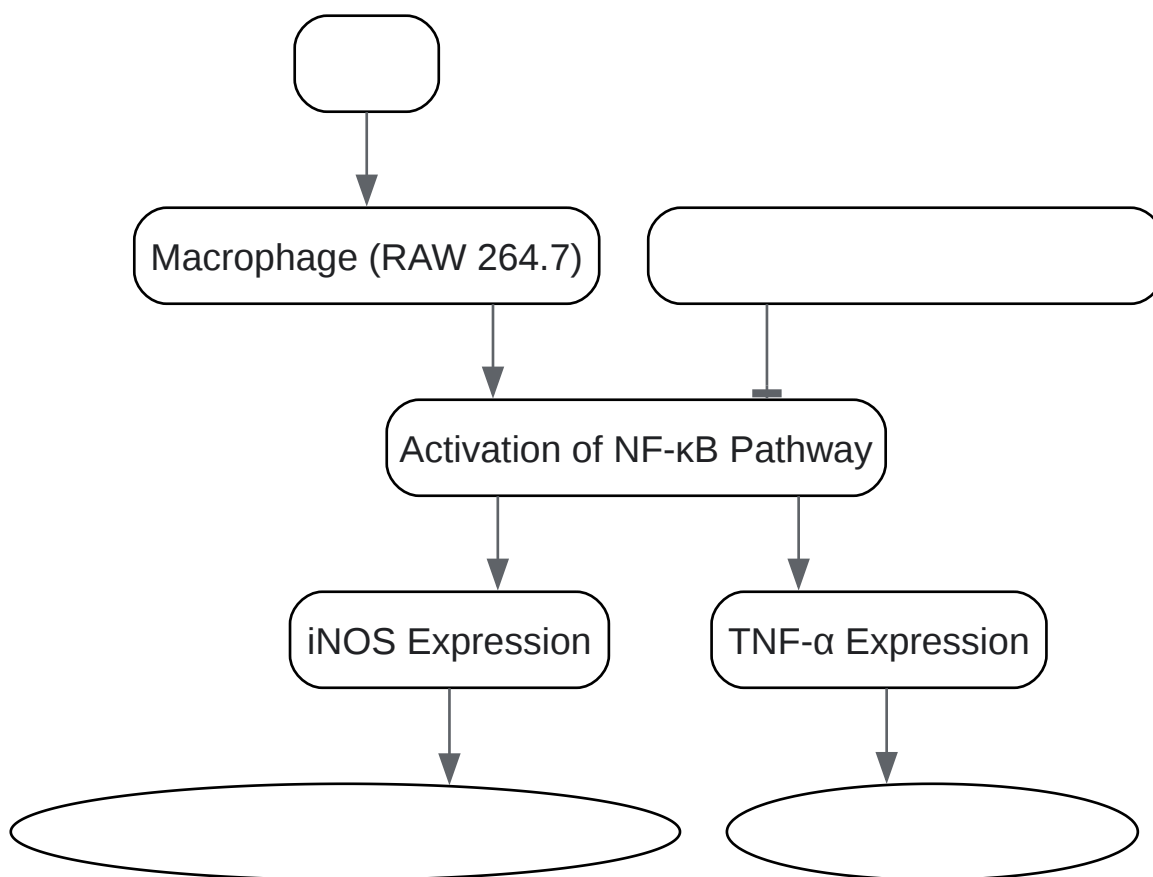 Macrophage (RAW 264.7)
Activation of NF-κB Pathway
iNOS Expression
TNF-α Expression